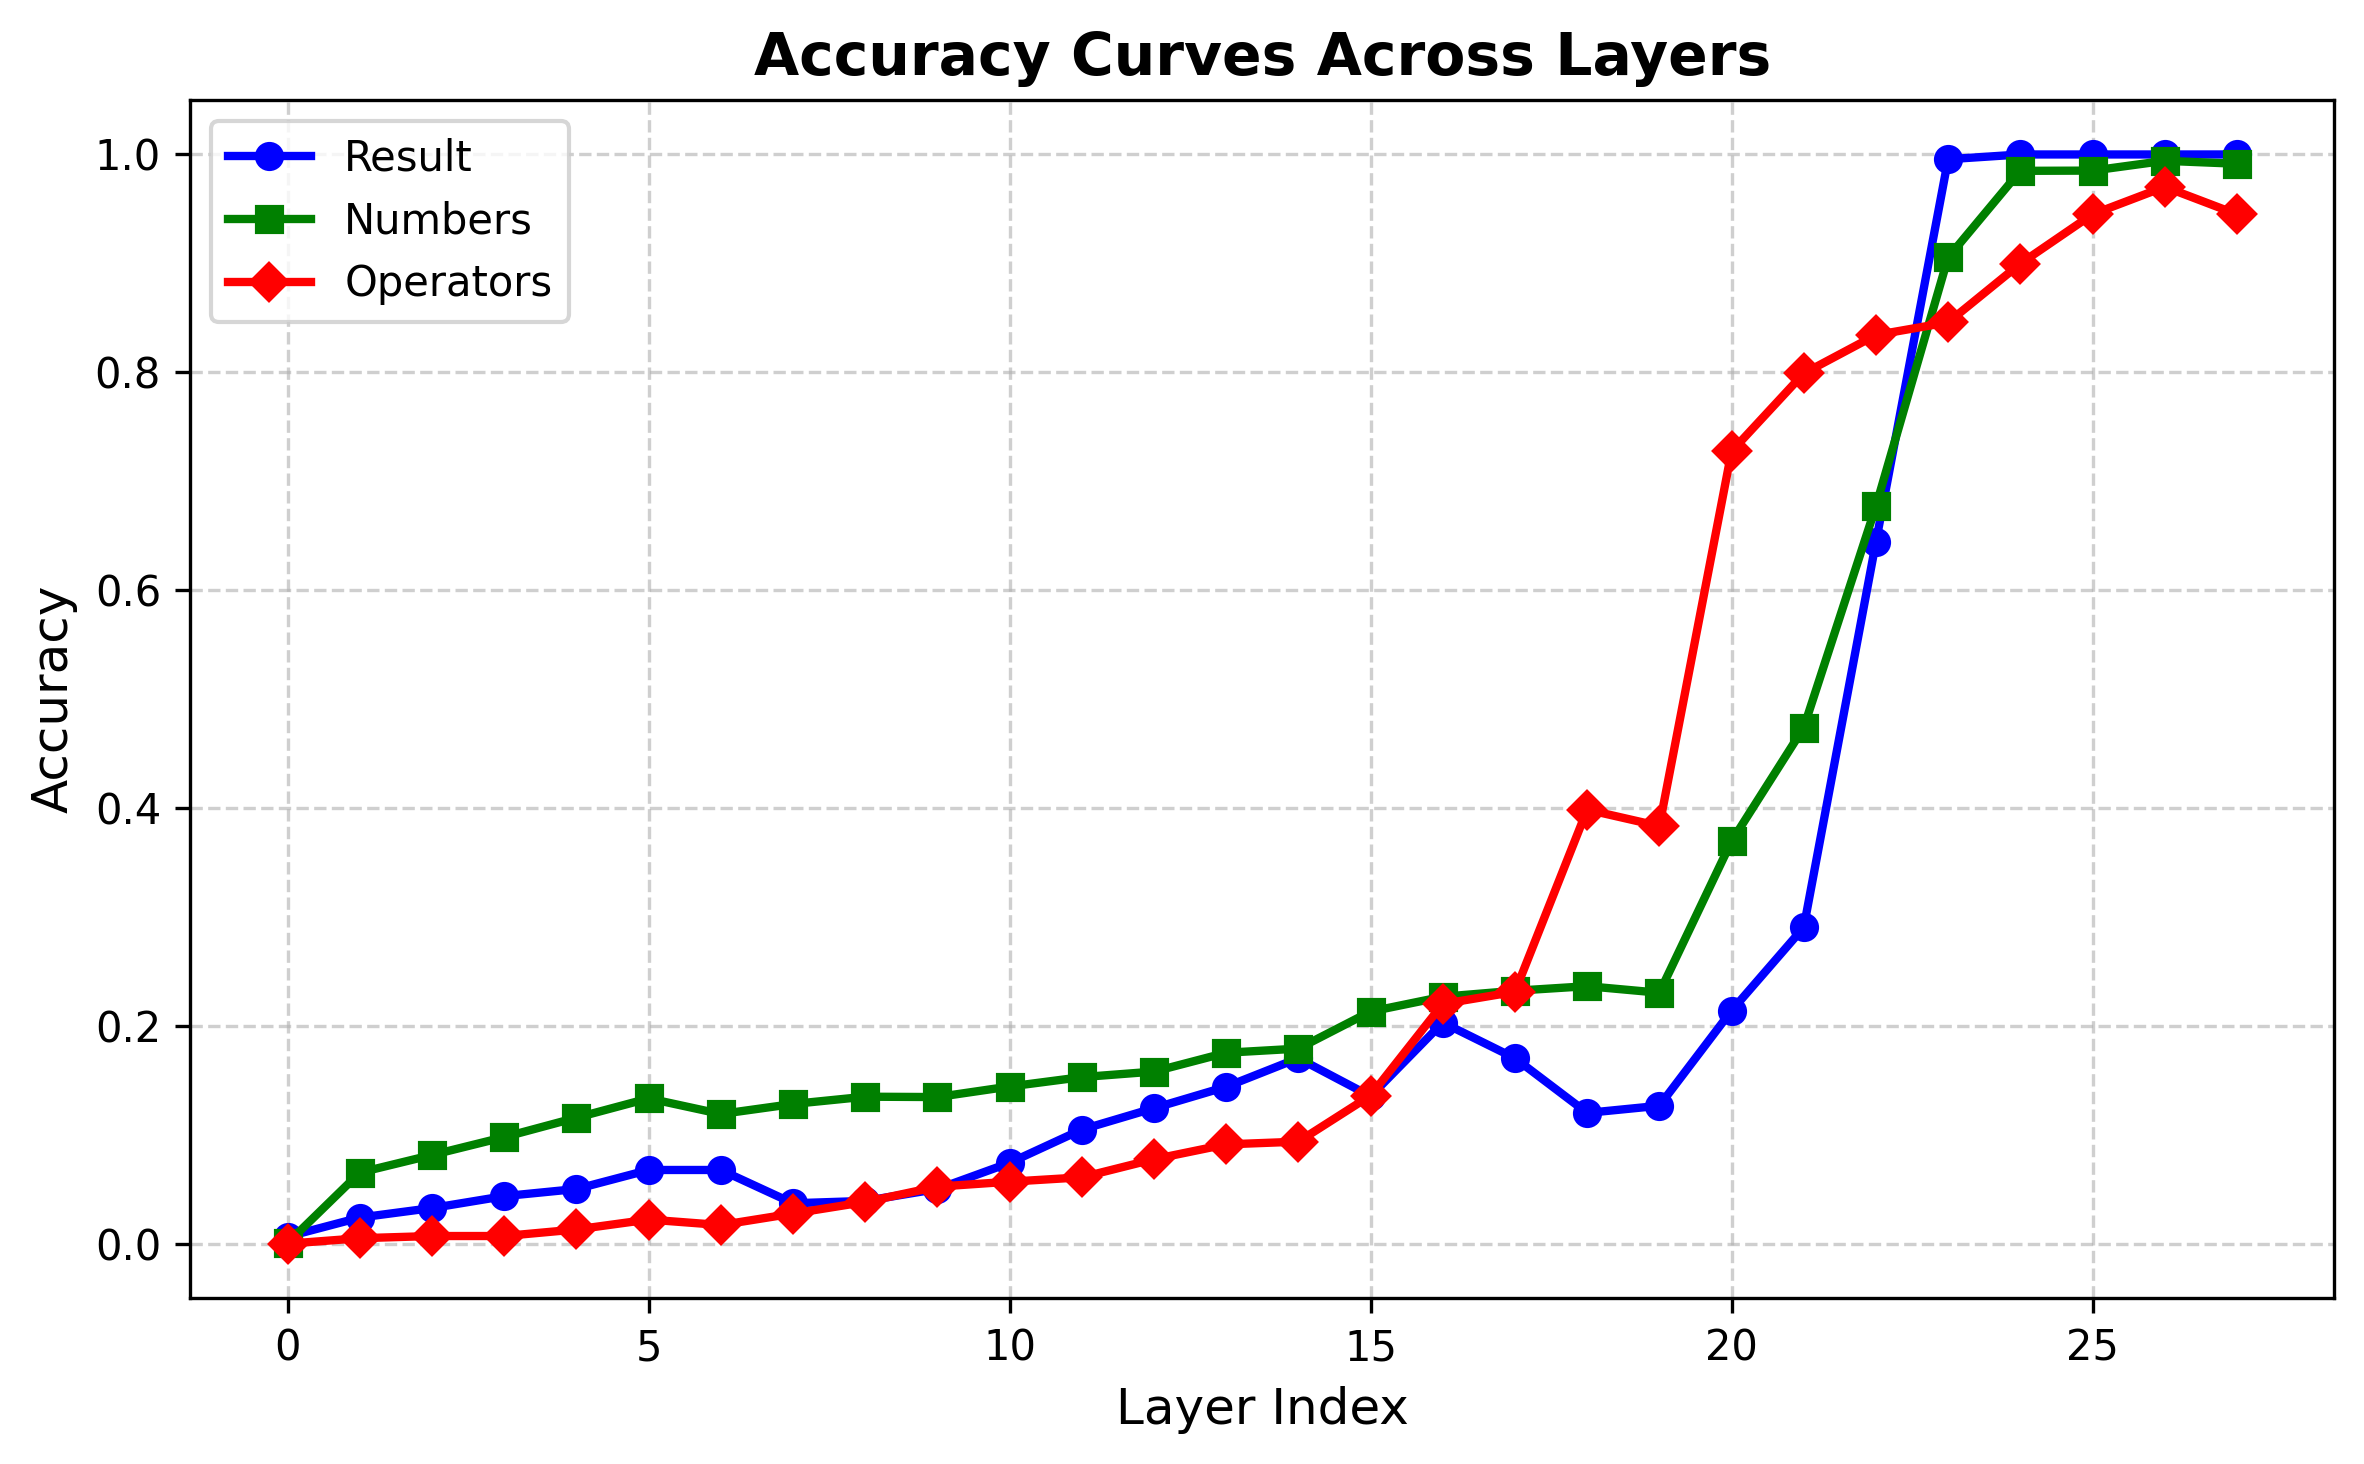 Accuracy Curves Across Layers
Result
Numbers
Operators
1.0
0.8
0.6
0.4
0.2
0.0
Accuracy
0 5 10 15 20 25
Layer Index